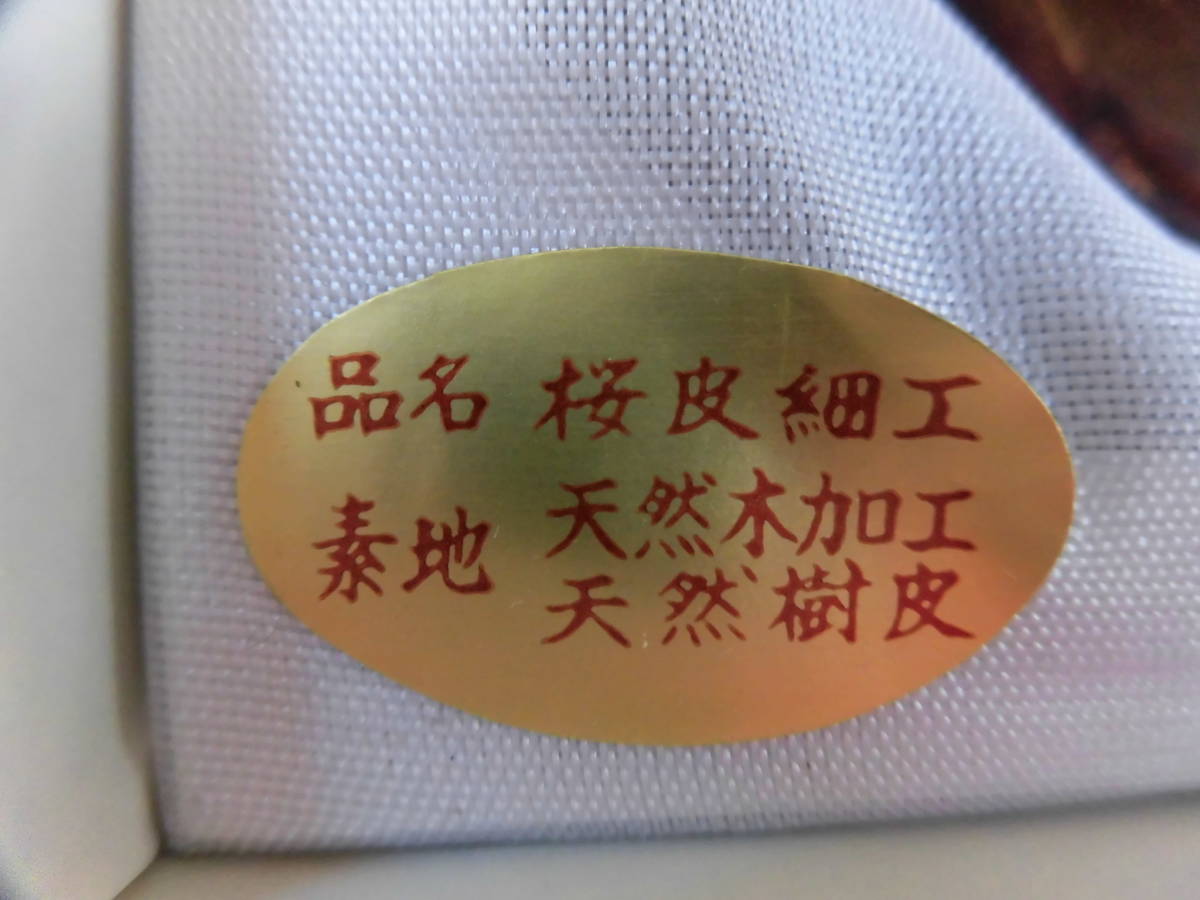 品名 桜皮細工
素地 天然木加工
天然樹皮